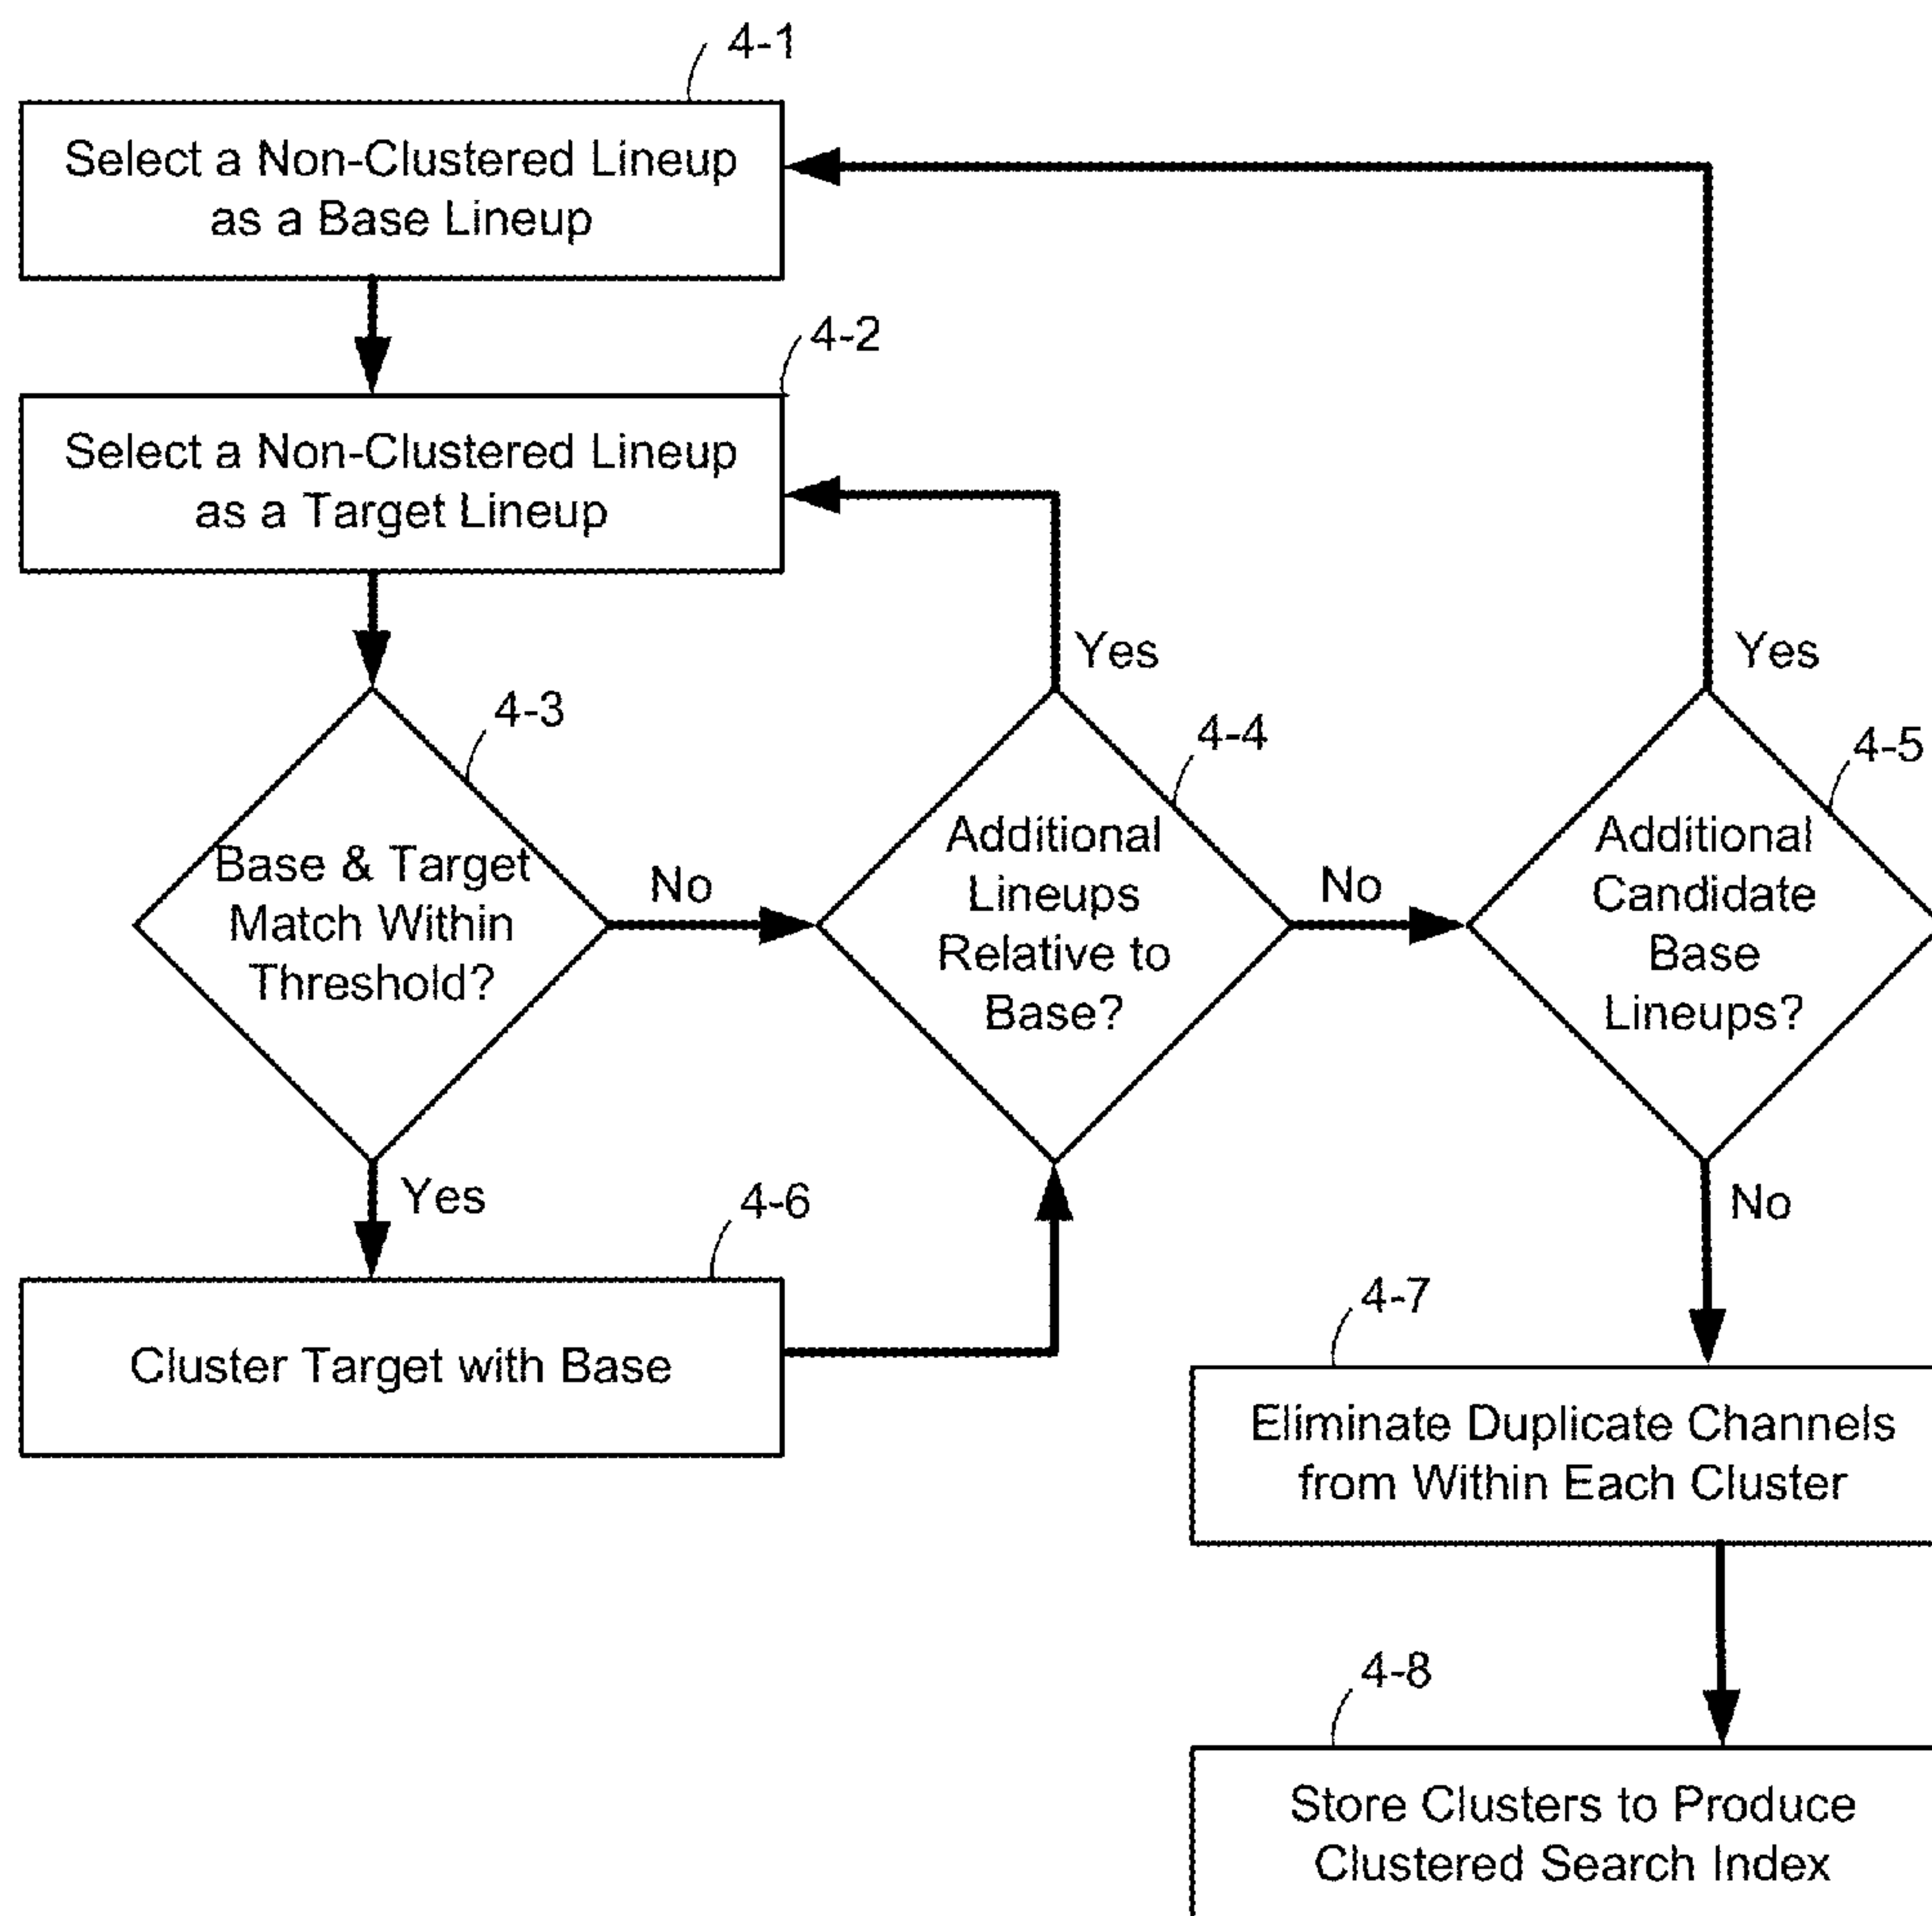 4-1
Select a Non-Clustered Lineup
as a Base Lineup
4-2
Select a Non-Clustered Lineup
as a Target Lineup
4-3
Base & Target
Match Within
Threshold?
No
Yes
4-4
Additional
Lineups
Relative to
Base?
Yes
No
4-5
Additional
Candidate
Base
Lineups?
Yes
No
4-6
Cluster Target with Base
4-7
Eliminate Duplicate Channels
from Within Each Cluster
4-8
Store Clusters to Produce
Clustered Search Index